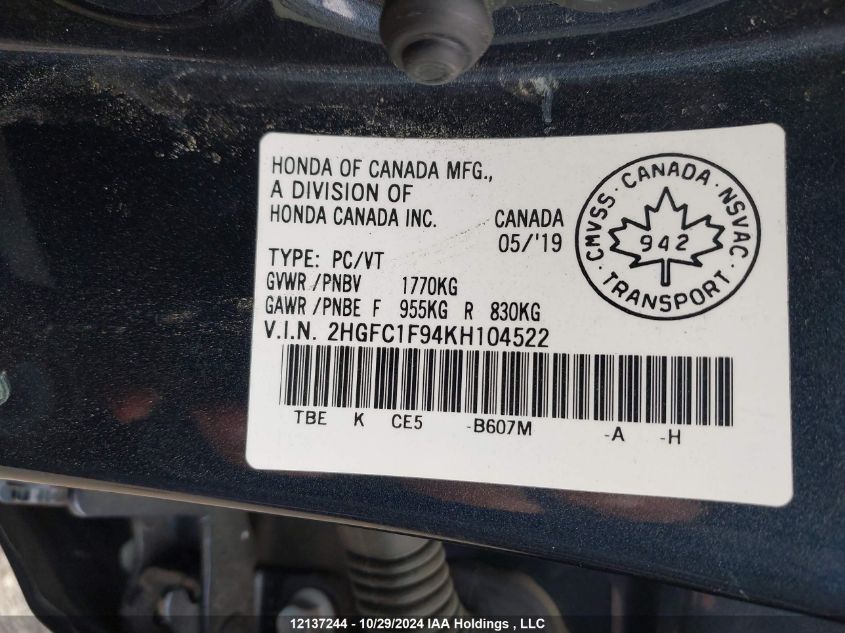 HONDA OF CANADA MFG.,
A DIVISION OF
HONDA CANADA INC. CANADA
05/'19
TYPE: PC/VT
GVWR /PNBV 1770KG
GAWR /PNBE F 955KG R 830KG
V.I.N. 2HGFC1F94KH104522
TBE K CE5 -B607M -A -H
CMVSS · CANADA · NSVAC · TRANSPORT ·
942
12137244 - 10/29/2024 IAA Holdings , LLC